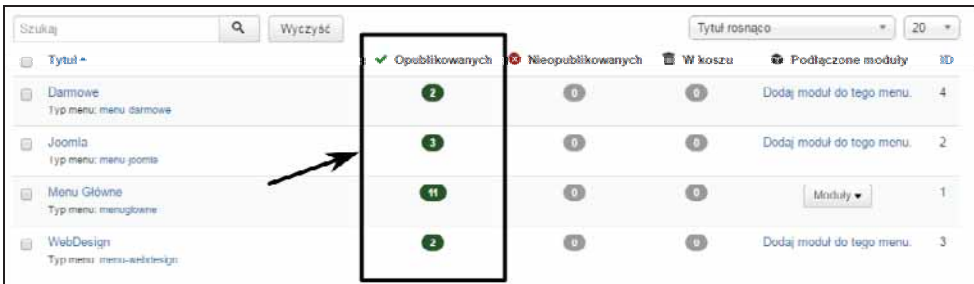 Szukaj Wyczyść Tytuł rosnąco 20
Tytuł Opublikowanych Nieopublikowanych W koszu Podłączone moduły ID
Darmowe 2 0 0 Dodaj moduł do tego menu. 4
Typ menu: menu-darmowe
Joomla 3 0 0 Dodaj moduł do tego menu. 2
Typ menu: menu-joomla
Menu Główne 11 0 0 Moduły 1
Typ menu: menuglowne
WebDesign 2 0 0 Dodaj moduł do tego menu. 3
Typ menu: menu-webdesign